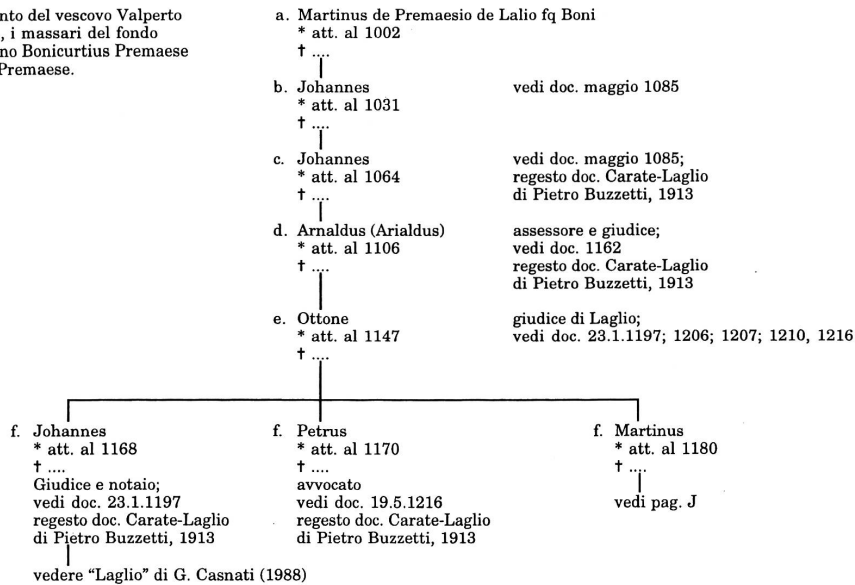 nto del vescovo Valperto
, i massari del fondo
no Bonicurtius Premaese
Premaese.
a. Martinus de Premaesio de Lalio fq Boni
* att. al 1002
† ....
b. Johannes vedi doc. maggio 1085
* att. al 1031
† ....
c. Johannes vedi doc. maggio 1085;
* att. al 1064 regesto doc. Carate-Laglio
† .... di Pietro Buzzetti, 1913
d. Arnaldus (Arialdus) assessore e giudice;
* att. al 1106 vedi doc. 1162
† .... regesto doc. Carate-Laglio
di Pietro Buzzetti, 1913
e. Ottone giudice di Laglio;
* att. al 1147 vedi doc. 23.1.1197; 1206; 1207; 1210, 1216
† ....
f. Johannes
* att. al 1168
† ....
Giudice e notaio;
vedi doc. 23.1.1197
regesto doc. Carate-Laglio
di Pietro Buzzetti, 1913
vedere “Laglio” di G. Casnati (1988)
f. Petrus
* att. al 1170
† ....
avvocato
vedi doc. 19.5.1216
regesto doc. Carate-Laglio
di Pietro Buzzetti, 1913
f. Martinus
* att. al 1180
† ....
vedi pag. J